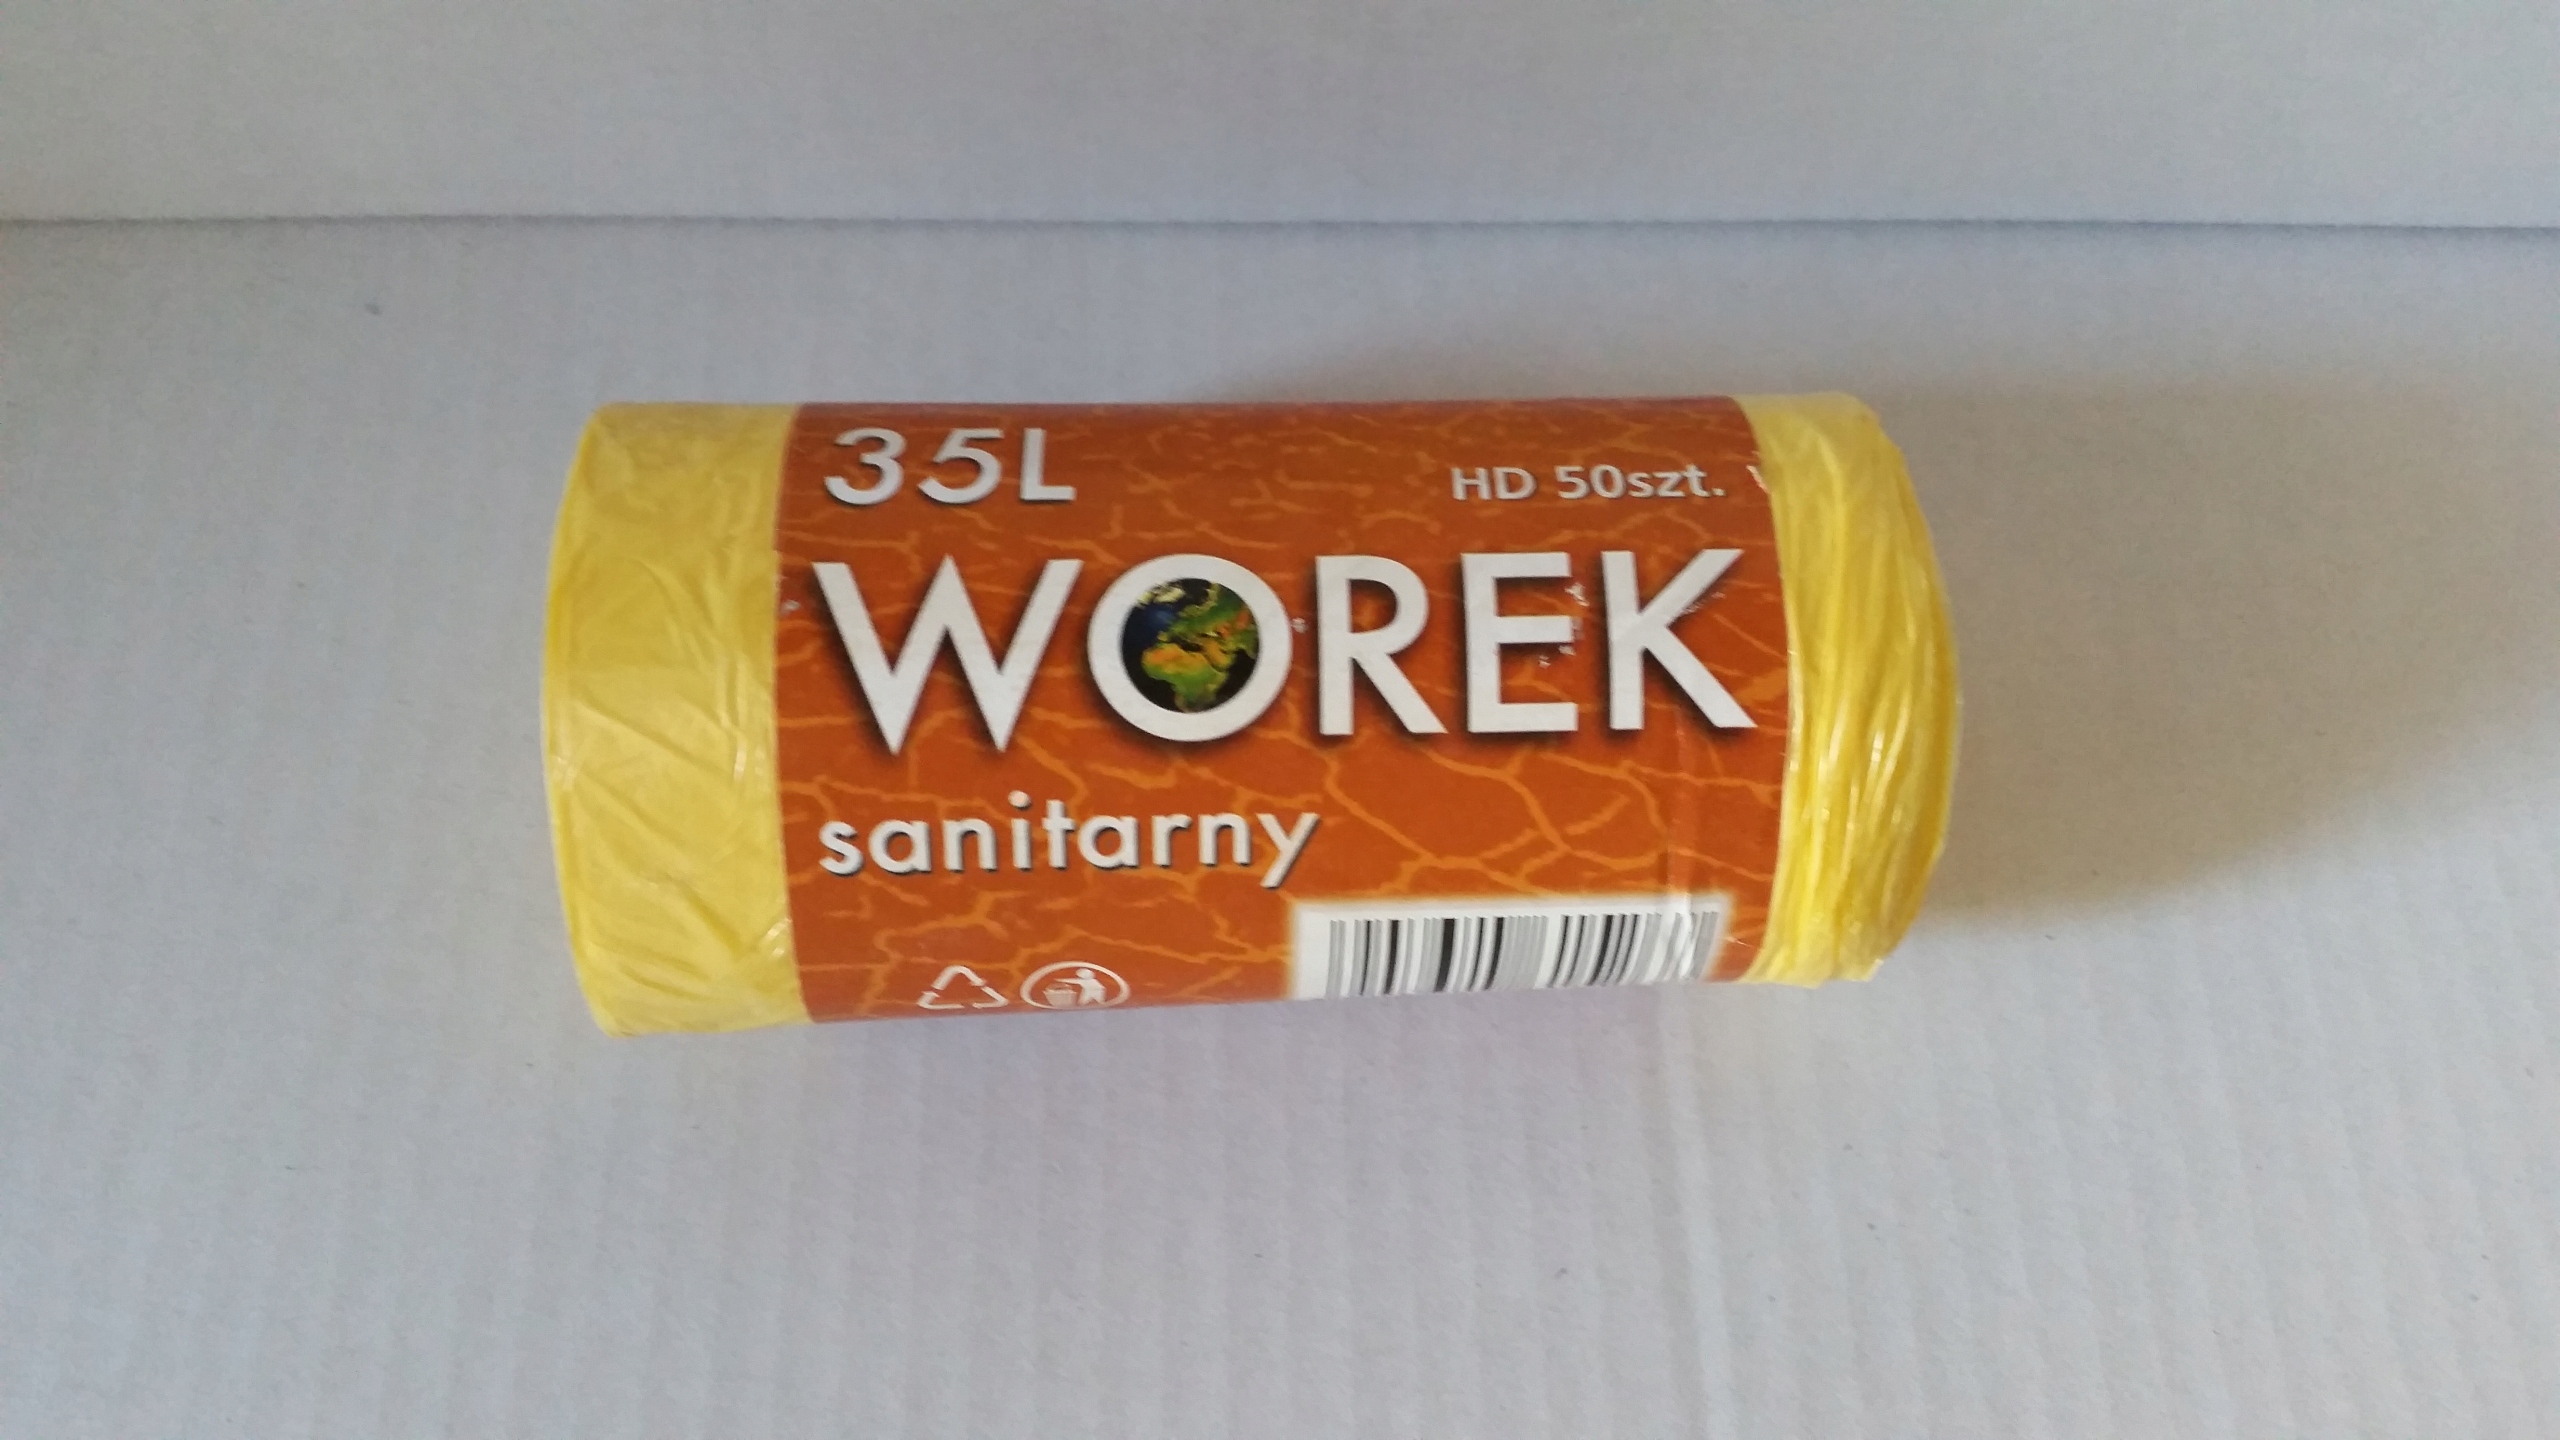 35L
HD 50szt.
WOREK
sanitarny